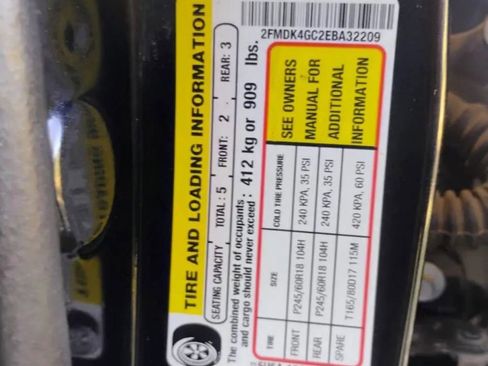 2FMDK4GC2EBA32209
TIRE AND LOADING INFORMATION
SEATING CAPACITY TOTAL: 5 FRONT: 2 REAR: 3
The combined weight of occupants and cargo should never exceed: 412 kg or 909 lbs.
TIRE SIZE COLD TIRE PRESSURE
FRONT P245/60R18 104H 240 KPA, 35 PSI
REAR P245/60R18 104H 240 KPA, 35 PSI
SPARE T165/80D17 115M 420 KPA, 60 PSI
SEE OWNERS
MANUAL FOR
ADDITIONAL
INFORMATION